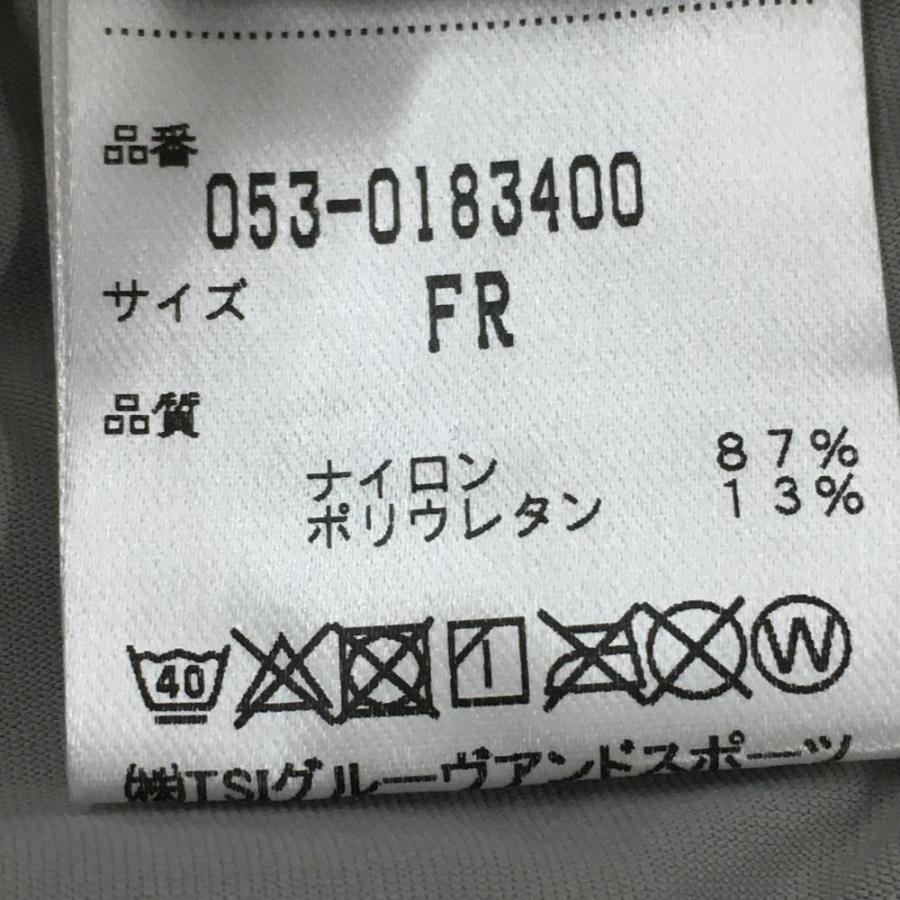 品番
053-0183400
サイズ FR
品質
ナイロン 87%
ポリウレタン 13%
40 W
㈱TSIグルーヴアンドスポーツ